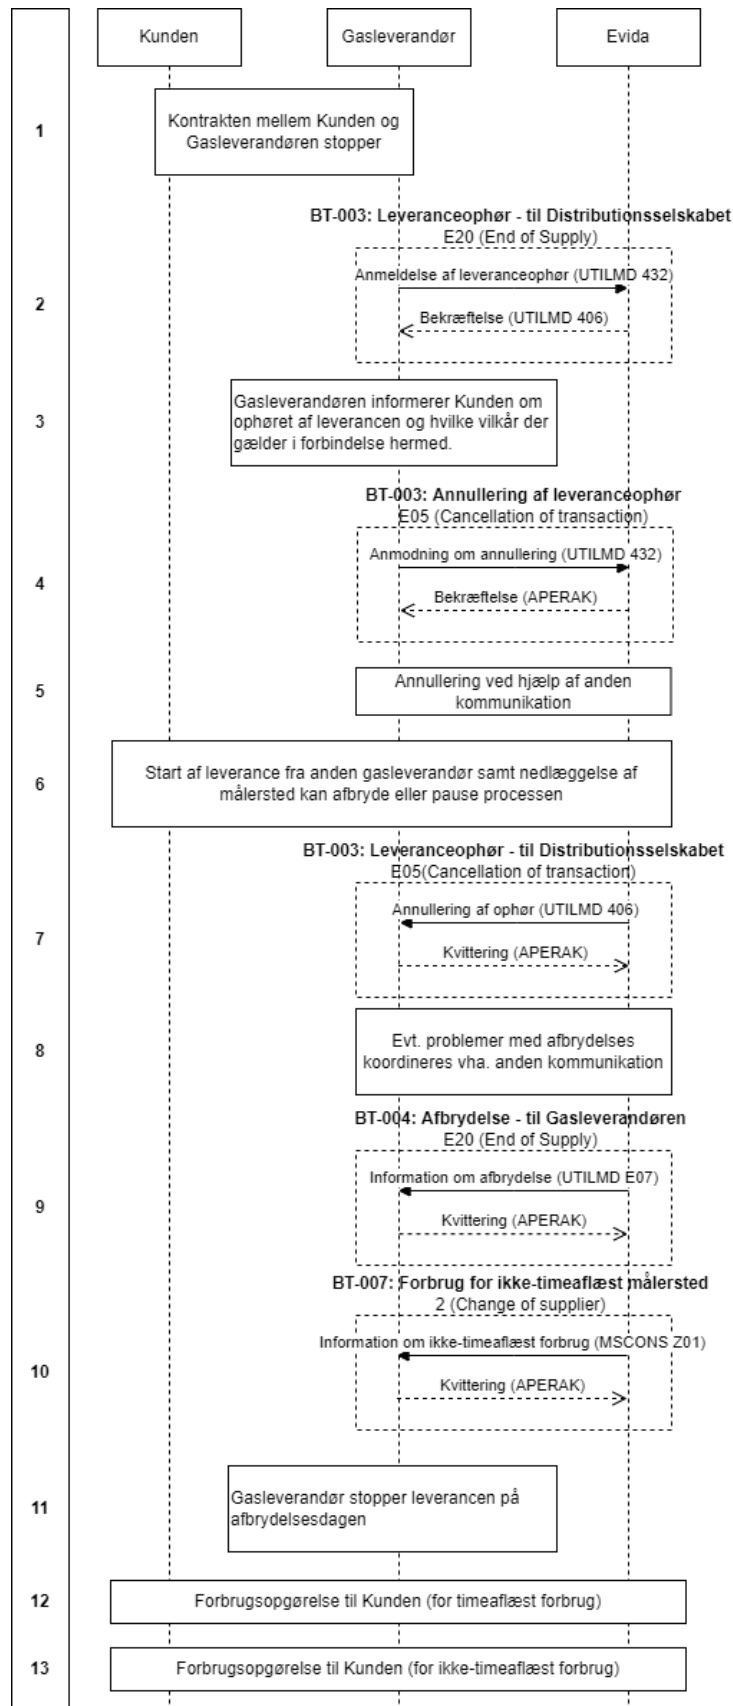 Kunden
Gasleverandør
Evida
1
Kontrakten mellem Kunden og
Gasleverandøren stopper
BT-003: Leveranceophør - til Distributionsselskabet
E20 (End of Supply)
2
Anmeldelse af leveranceophør (UTILMD 432)
Bekræftelse (UTILMD 406)
3
Gasleverandøren informerer Kunden om
ophøret af leverancen og hvilke vilkår der
gælder i forbindelse hermed.
BT-003: Annullering af leveranceophør
E05 (Cancellation of transaction)
4
Anmodning om annullering (UTILMD 432)
Bekræftelse (APERAK)
5
Annullering ved hjælp af anden
kommunikation
6
Start af leverance fra anden gasleverandør samt nedlæggelse af
målersted kan afbryde eller pause processen
BT-003: Leveranceophør - til Distributionsselskabet
E05(Cancellation of transaction)
7
Annullering af ophør (UTILMD 406)
Kvittering (APERAK)
8
Evt. problemer med afbrydelses
koordineres vha. anden kommunikation
BT-004: Afbrydelse - til Gasleverandøren
E20 (End of Supply)
9
Information om afbrydelse (UTILMD E07)
Kvittering (APERAK)
BT-007: Forbrug for ikke-timeaflæst målersted
2 (Change of supplier)
10
Information om ikke-timeaflæst forbrug (MSCONS Z01)
Kvittering (APERAK)
11
Gasleverandør stopper leverancen på
afbrydelsesdagen
12
Forbrugsopgørelse til Kunden (for timeaflæst forbrug)
13
Forbrugsopgørelse til Kunden (for ikke-timeaflæst forbrug)